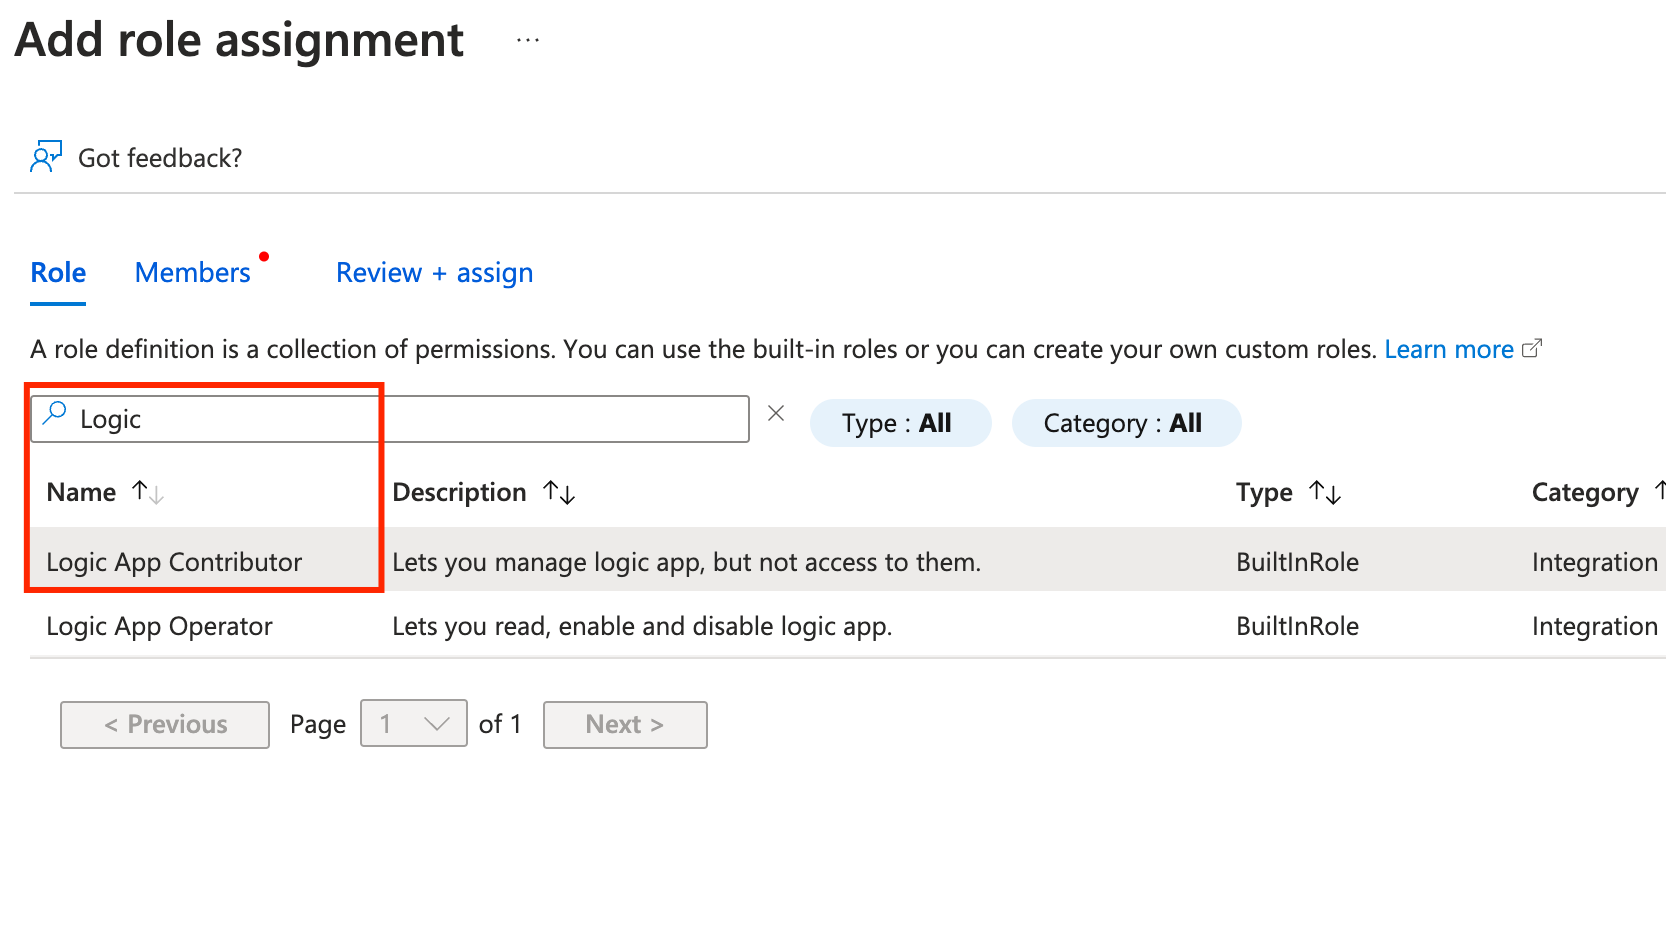 Add role assignment ...
Got feedback?
Role Members Review + assign
A role definition is a collection of permissions. You can use the built-in roles or you can create your own custom roles. Learn more
Logic Type : All Category : All
Name Description Type Category
Logic App Contributor Lets you manage logic app, but not access to them. BuiltInRole Integration
Logic App Operator Lets you read, enable and disable logic app. BuiltInRole Integration
< Previous Page 1 of 1 Next >